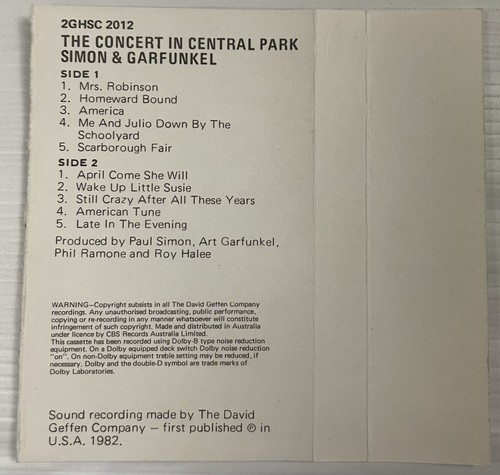 2GHSC 2012
THE CONCERT IN CENTRAL PARK
SIMON & GARFUNKEL
SIDE 1
1. Mrs. Robinson
2. Homeward Bound
3. America
4. Me And Julio Down By The
Schoolyard
5. Scarborough Fair
SIDE 2
1. April Come She Will
2. Wake Up Little Susie
3. Still Crazy After All These Years
4. American Tune
5. Late In The Evening
Produced by Paul Simon, Art Garfunkel,
Phil Ramone and Roy Halee
WARNING—Copyright subsists in all The David Geffen Company
recordings. Any unauthorised broadcasting, public performance,
copying or re-recording in any manner whatsoever will constitute
infringement of such copyright. Made and distributed in Australia
under licence by CBS Records Australia Limited.
This cassette has been recorded using Dolby-B type noise reduction
equipment. On a Dolby equipped deck switch Dolby noise reduction
"on". On non-Dolby equipment treble setting may be reduced, if
necessary. Dolby and the double-D symbol are trade marks of
Dolby Laboratories.
Sound recording made by The David
Geffen Company — first published ℗ in
U.S.A. 1982.